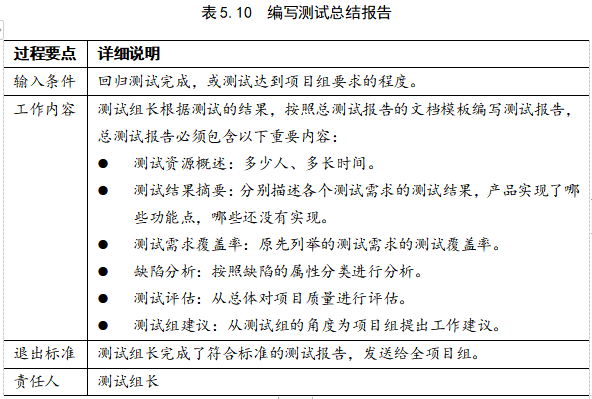 表5.10 编写测试总结报告
过程要点 详细说明
输入条件 回归测试完成，或测试达到项目组要求的程度。
工作内容 测试组长根据测试的结果，按照总测试报告的文档模板编写测试报告，
总测试报告必须包含以下重要内容：
● 测试资源概述：多少人、多长时间。
● 测试结果摘要：分别描述各个测试需求的测试结果，产品实现了哪
些功能点，哪些还没有实现。
● 测试需求覆盖率：原先列举的测试需求的测试覆盖率。
● 缺陷分析：按照缺陷的属性分类进行分析。
● 测试评估：从总体对项目质量进行评估。
● 测试组建议：从测试组的角度为项目组提出工作建议。
退出标准 测试组长完成了符合标准的测试报告，发送给全项目组。
责任人 测试组长